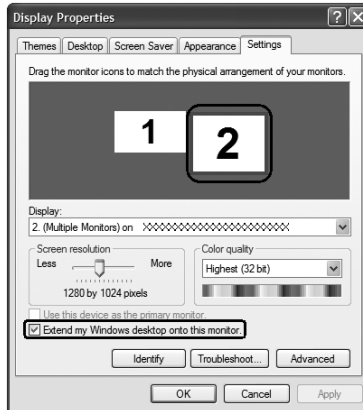 Display Properties
Themes Desktop Screen Saver Appearance Settings
Drag the monitor icons to match the physical arrangement of your monitors.
1
2
Display:
2. (Multiple Monitors) on XXXXXXXXXXXXXXXXXXXXXX
Screen resolution
Color quality
Less More
Highest (32 bit)
1280 by 1024 pixels
Use this device as the primary monitor.
Extend my Windows desktop onto this monitor.
Identify Troubleshoot... Advanced
OK Cancel Apply